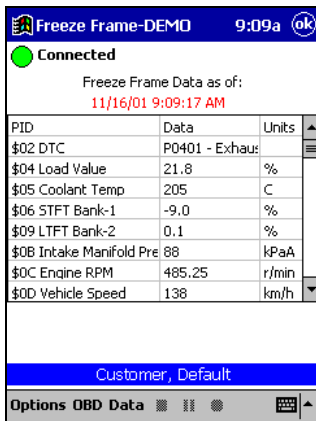 Freeze Frame-DEMO 9:09a ok
Connected
Freeze Frame Data as of:
11/16/01 9:09:17 AM
PID Data Units
$02 DTC P0401 - Exhaus
$04 Load Value 21.8 %
$05 Coolant Temp 205 C
$06 STFT Bank-1 -9.0 %
$09 LTFT Bank-2 0.1 %
$0B Intake Manifold Pre 88 kPaA
$0C Engine RPM 485.25 r/min
$0D Vehicle Speed 138 km/h
Customer, Default
Options OBD Data